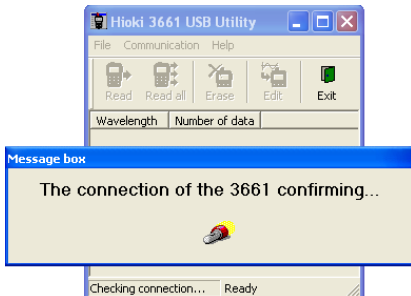 Hioki 3661 USB Utility
File Communication Help
Read Read all Erase Edit Exit
Wavelength Number of data
Message box
The connection of the 3661 confirming...
Checking connection... Ready